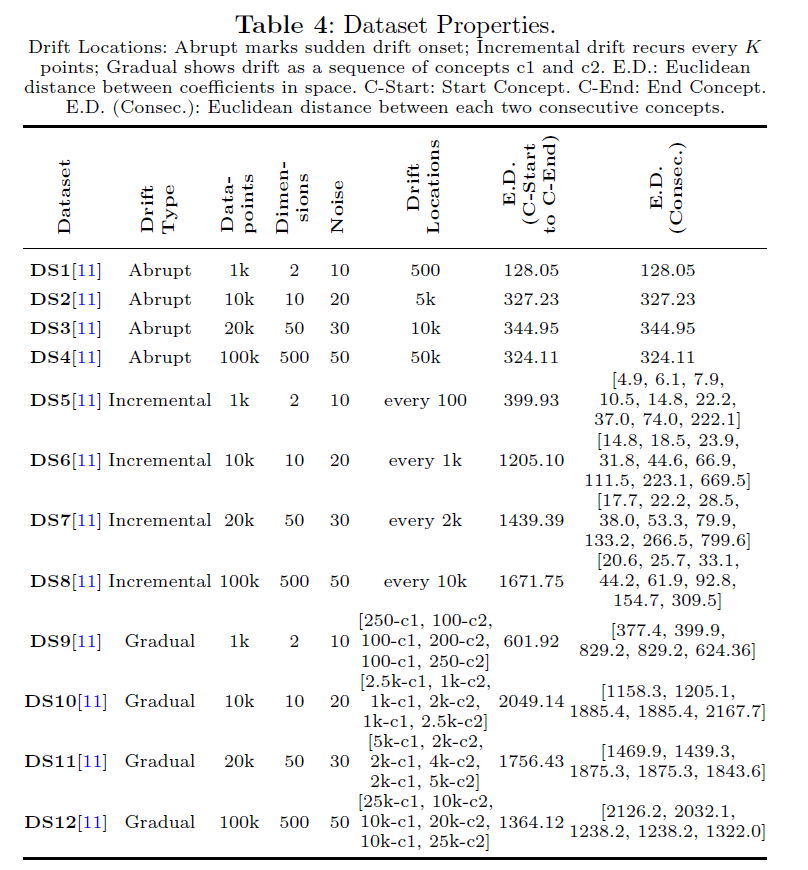 Table 4: Dataset Properties.
Drift Locations: Abrupt marks sudden drift onset; Incremental drift recurs every K
points; Gradual shows drift as a sequence of concepts c1 and c2. E.D.: Euclidean
distance between coefficients in space. C-Start: Start Concept. C-End: End Concept.
E.D. (Consec.): Euclidean distance between each two consecutive concepts.
Dataset
Drift
Type
Data-
points
Dimen-
sions
Noise
Drift
Locations
E.D.
(C-Start
to C-End)
E.D.
(Consec.)
DS1[11] Abrupt 1k 2 10 500 128.05 128.05
DS2[11] Abrupt 10k 10 20 5k 327.23 327.23
DS3[11] Abrupt 20k 50 30 10k 344.95 344.95
DS4[11] Abrupt 100k 500 50 50k 324.11 324.11
DS5[11] Incremental 1k 2 10 every 100 399.93
[4.9, 6.1, 7.9,
10.5, 14.8, 22.2,
37.0, 74.0, 222.1]
DS6[11] Incremental 10k 10 20 every 1k 1205.10
[14.8, 18.5, 23.9,
31.8, 44.6, 66.9,
111.5, 223.1, 669.5]
DS7[11] Incremental 20k 50 30 every 2k 1439.39
[17.7, 22.2, 28.5,
38.0, 53.3, 79.9,
133.2, 266.5, 799.6]
DS8[11] Incremental 100k 500 50 every 10k 1671.75
[20.6, 25.7, 33.1,
44.2, 61.9, 92.8,
154.7, 309.5]
DS9[11] Gradual 1k 2 10
[250-c1, 100-c2,
100-c1, 200-c2,
100-c1, 250-c2]
601.92
[377.4, 399.9,
829.2, 829.2, 624.36]
DS10[11] Gradual 10k 10 20
[2.5k-c1, 1k-c2,
1k-c1, 2k-c2,
1k-c1, 2.5k-c2]
2049.14
[1158.3, 1205.1,
1885.4, 1885.4, 2167.7]
DS11[11] Gradual 20k 50 30
[5k-c1, 2k-c2,
2k-c1, 4k-c2,
2k-c1, 5k-c2]
1756.43
[1469.9, 1439.3,
1875.3, 1875.3, 1843.6]
DS12[11] Gradual 100k 500 50
[25k-c1, 10k-c2,
10k-c1, 20k-c2,
10k-c1, 25k-c2]
1364.12
[2126.2, 2032.1,
1238.2, 1238.2, 1322.0]